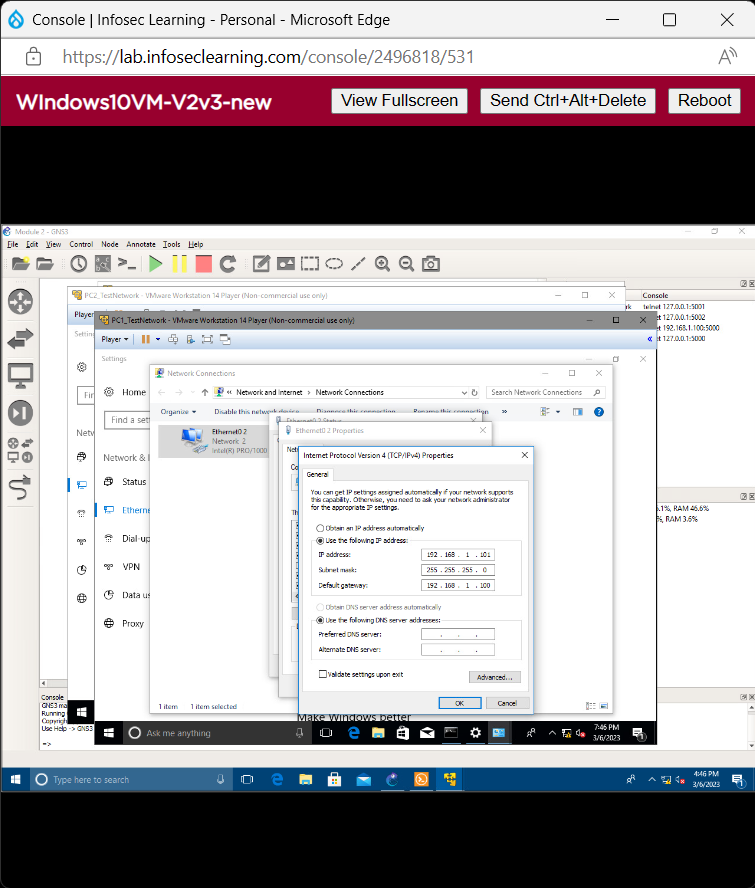 Console | Infosec Learning - Personal - Microsoft Edge
https://lab.infoseclearning.com/console/2496818/531
WIndows10VM-V2v3-new
View Fullscreen
Send Ctrl+Alt+Delete
Reboot
Module 2 - GNS3
File Edit View Control Node Annotate Tools Help
Console
PC2_TestNetwork - VMware Workstation 14 Player (Non-commercial use only)
telnet 127.0.0.1:5001
Player
PC1_TestNetwork - VMware Workstation 14 Player (Non-commercial use only)
127.0.0.1:5002
192.168.1.100:5000
Player
127.0.0.1:5000
Settings
Network Connections
Network and Internet > Network Connections
Search Network Connections
Home
Organize
Disable this network device
Diagnose this connection
Rename this connection
»
Find a set
Ethernet0 2
Network 2
Intel(R) PRO/1000
Ethernet0 2 Status
Ethernet0 2 Properties
Network & I
Status
Etherne
Dial-up
VPN
Data us
Proxy
Internet Protocol Version 4 (TCP/IPv4) Properties
General
You can get IP settings assigned automatically if your network supports
this capability. Otherwise, you need to ask your network administrator
for the appropriate IP settings.
Obtain an IP address automatically
Use the following IP address:
IP address: 192 . 168 . 1 . 101
Subnet mask: 255 . 255 . 255 . 0
Default gateway: 192 . 168 . 1 . 100
Obtain DNS server address automatically
Use the following DNS server addresses:
Preferred DNS server: . . .
Alternate DNS server: . . .
Validate settings upon exit
Advanced...
OK
Cancel
RAM 46.6%
%, RAM 3.6%
1 item 1 item selected
Make Windows better
Console
GNS3 ma
Running
Copyright
Use Help -> GNS3
=>
Ask me anything
7:46 PM
3/6/2023
Type here to search
4:46 PM
3/6/2023